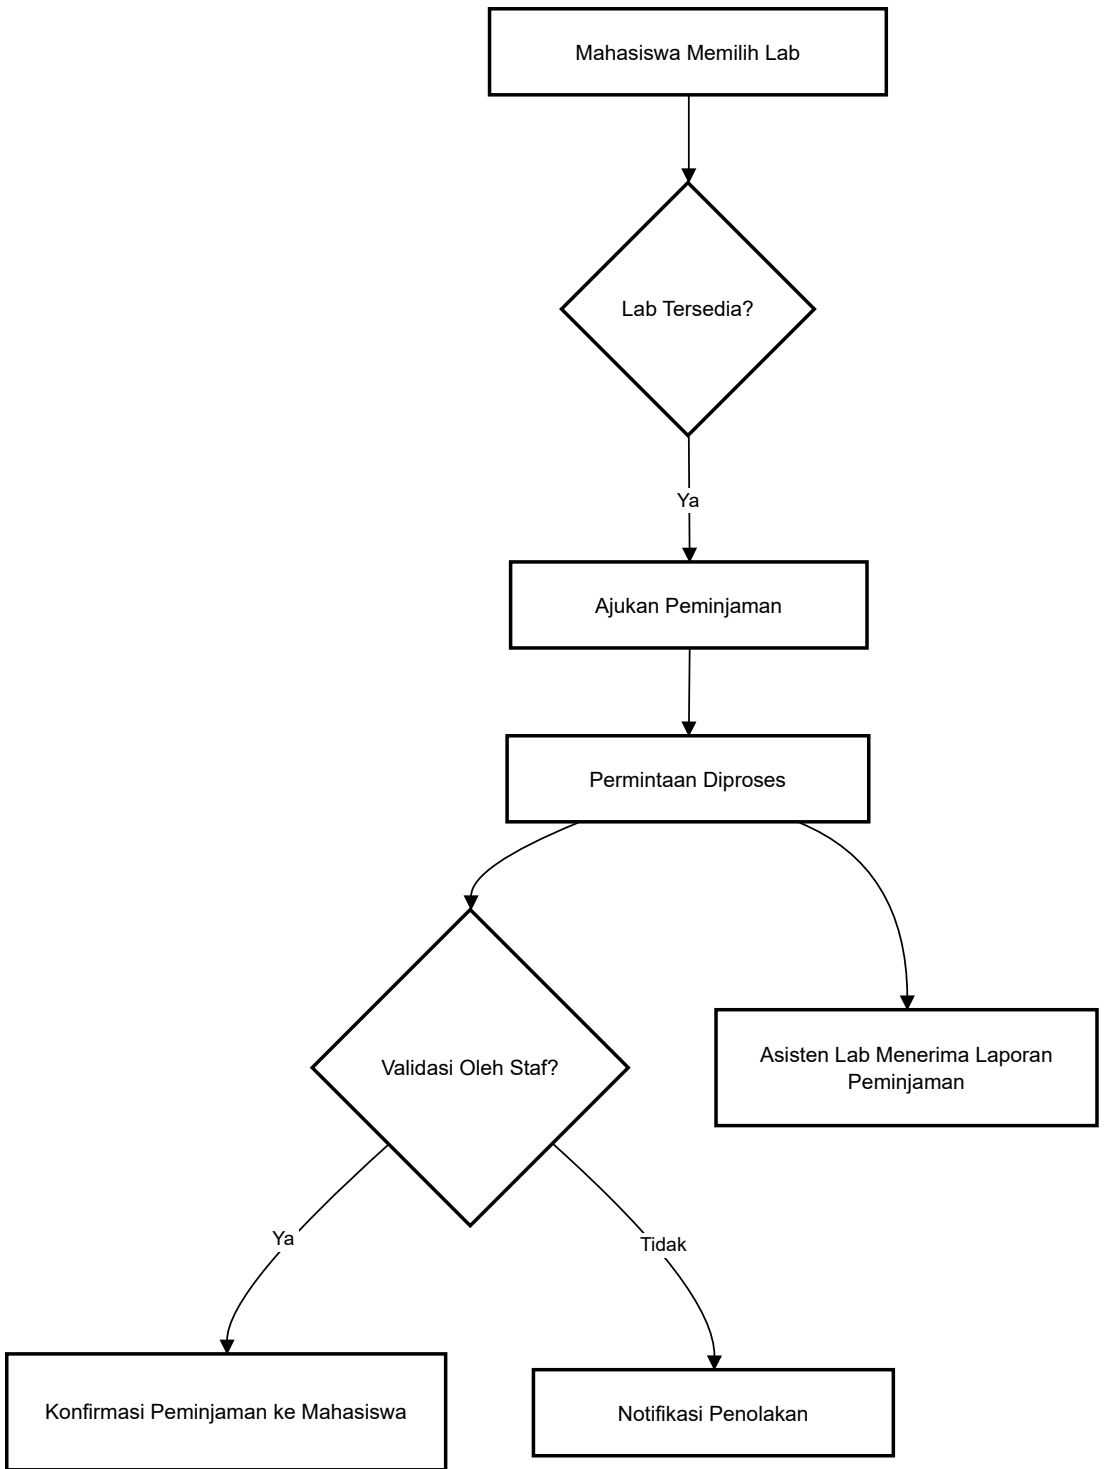 Mahasiswa Memilih Lab
Lab Tersedia?
Ya
Ajukan Peminjaman
Permintaan Diproses
Validasi Oleh Staf?
Asisten Lab Menerima Laporan
Peminjaman
Ya
Tidak
Konfirmasi Peminjaman ke Mahasiswa
Notifikasi Penolakan